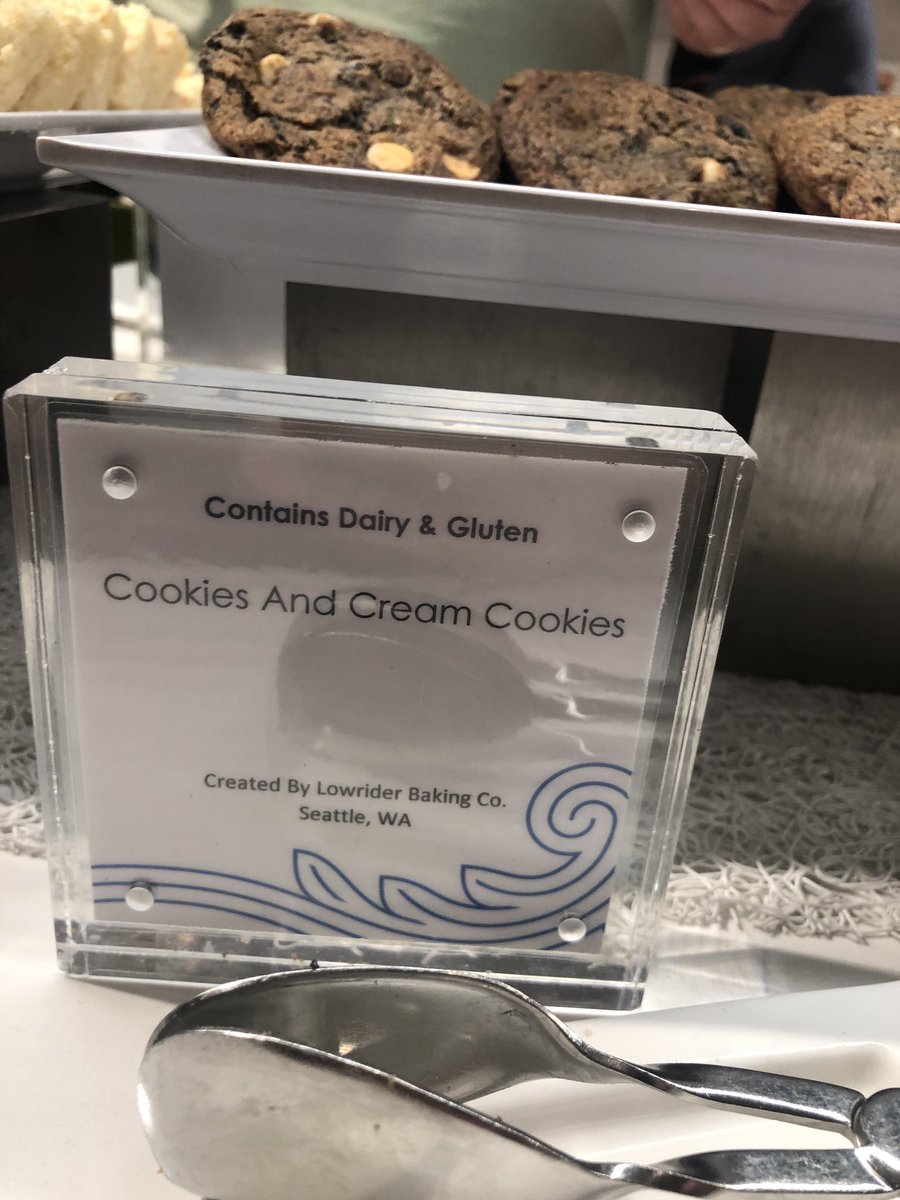 Contains Dairy & Gluten
Cookies And Cream Cookies
Created By Lowrider Baking Co.
Seattle, WA